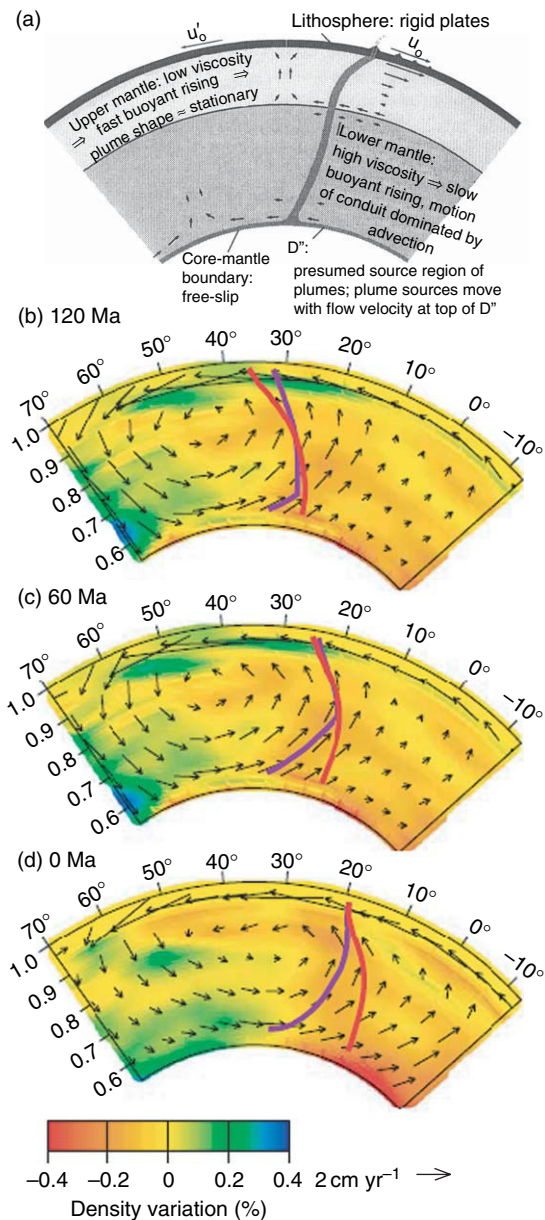 (a)
Lithosphere: rigid plates
u'o
uo
Upper mantle: low viscosity
⇒ fast buoyant rising ⇒
plume shape ≈ stationary
Lower mantle:
high viscosity ⇒ slow
buoyant rising, motion
of conduit dominated by
advection
Core-mantle
boundary:
free-slip
D":
presumed source region of
plumes; plume sources move
with flow velocity at top of D"
(b) 120 Ma
70° 60° 50° 40° 30° 20° 10° 0° −10°
1.0
0.9
0.8
0.7
0.6
(c) 60 Ma
70° 60° 50° 40° 30° 20° 10° 0° −10°
1.0
0.9
0.8
0.7
0.6
(d) 0 Ma
70° 60° 50° 40° 30° 20° 10° 0° −10°
1.0
0.9
0.8
0.7
0.6
−0.4 −0.2 0 0.2 0.4 2 cm yr⁻¹
Density variation (%)